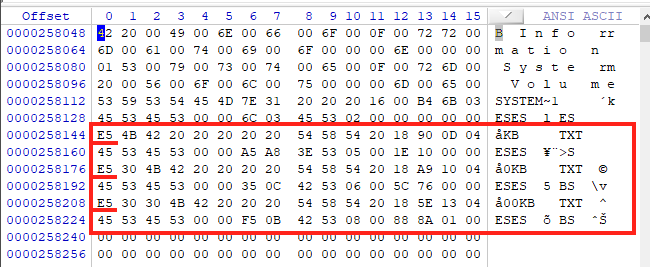 Offset 0 1 2 3 4 5 6 7 8 9 10 11 12 13 14 15 ANSI ASCII
0000258048 42 20 00 49 00 6E 00 66 00 6F 00 0F 00 72 72 00 B I n f o rr
0000258064 6D 00 61 00 74 00 69 00 6F 00 00 00 6E 00 00 00 m a t i o n
0000258080 01 53 00 79 00 73 00 74 00 65 00 0F 00 72 6D 00 S y s t e rm
0000258096 20 00 56 00 6F 00 6C 00 75 00 00 00 6D 00 65 00 V o l u m e
0000258112 53 59 53 54 45 4D 7E 31 20 20 20 16 00 B4 6B 03 SYSTEM~1 ´k
0000258128 45 53 45 53 00 00 6C 03 45 53 02 00 00 00 00 00 ESES l ES
0000258144 E5 4B 42 20 20 20 20 20 54 58 54 20 18 90 0D 04 åKB TXT
0000258160 45 53 45 53 00 00 A5 A8 3E 53 05 00 1E 10 00 00 ESES ¥¨>S
0000258176 E5 30 4B 42 20 20 20 20 54 58 54 20 18 A9 10 04 å0KB TXT ©
0000258192 45 53 45 53 00 00 35 0C 42 53 06 00 5C 76 00 00 ESES 5 BS \v
0000258208 E5 30 30 4B 42 20 20 20 54 58 54 20 18 5E 13 04 å00KB TXT ^
0000258224 45 53 45 53 00 00 F5 0B 42 53 08 00 88 8A 01 00 ESES õ BS ˆŠ
0000258240 00 00 00 00 00 00 00 00 00 00 00 00 00 00 00 00
0000258256 00 00 00 00 00 00 00 00 00 00 00 00 00 00 00 00